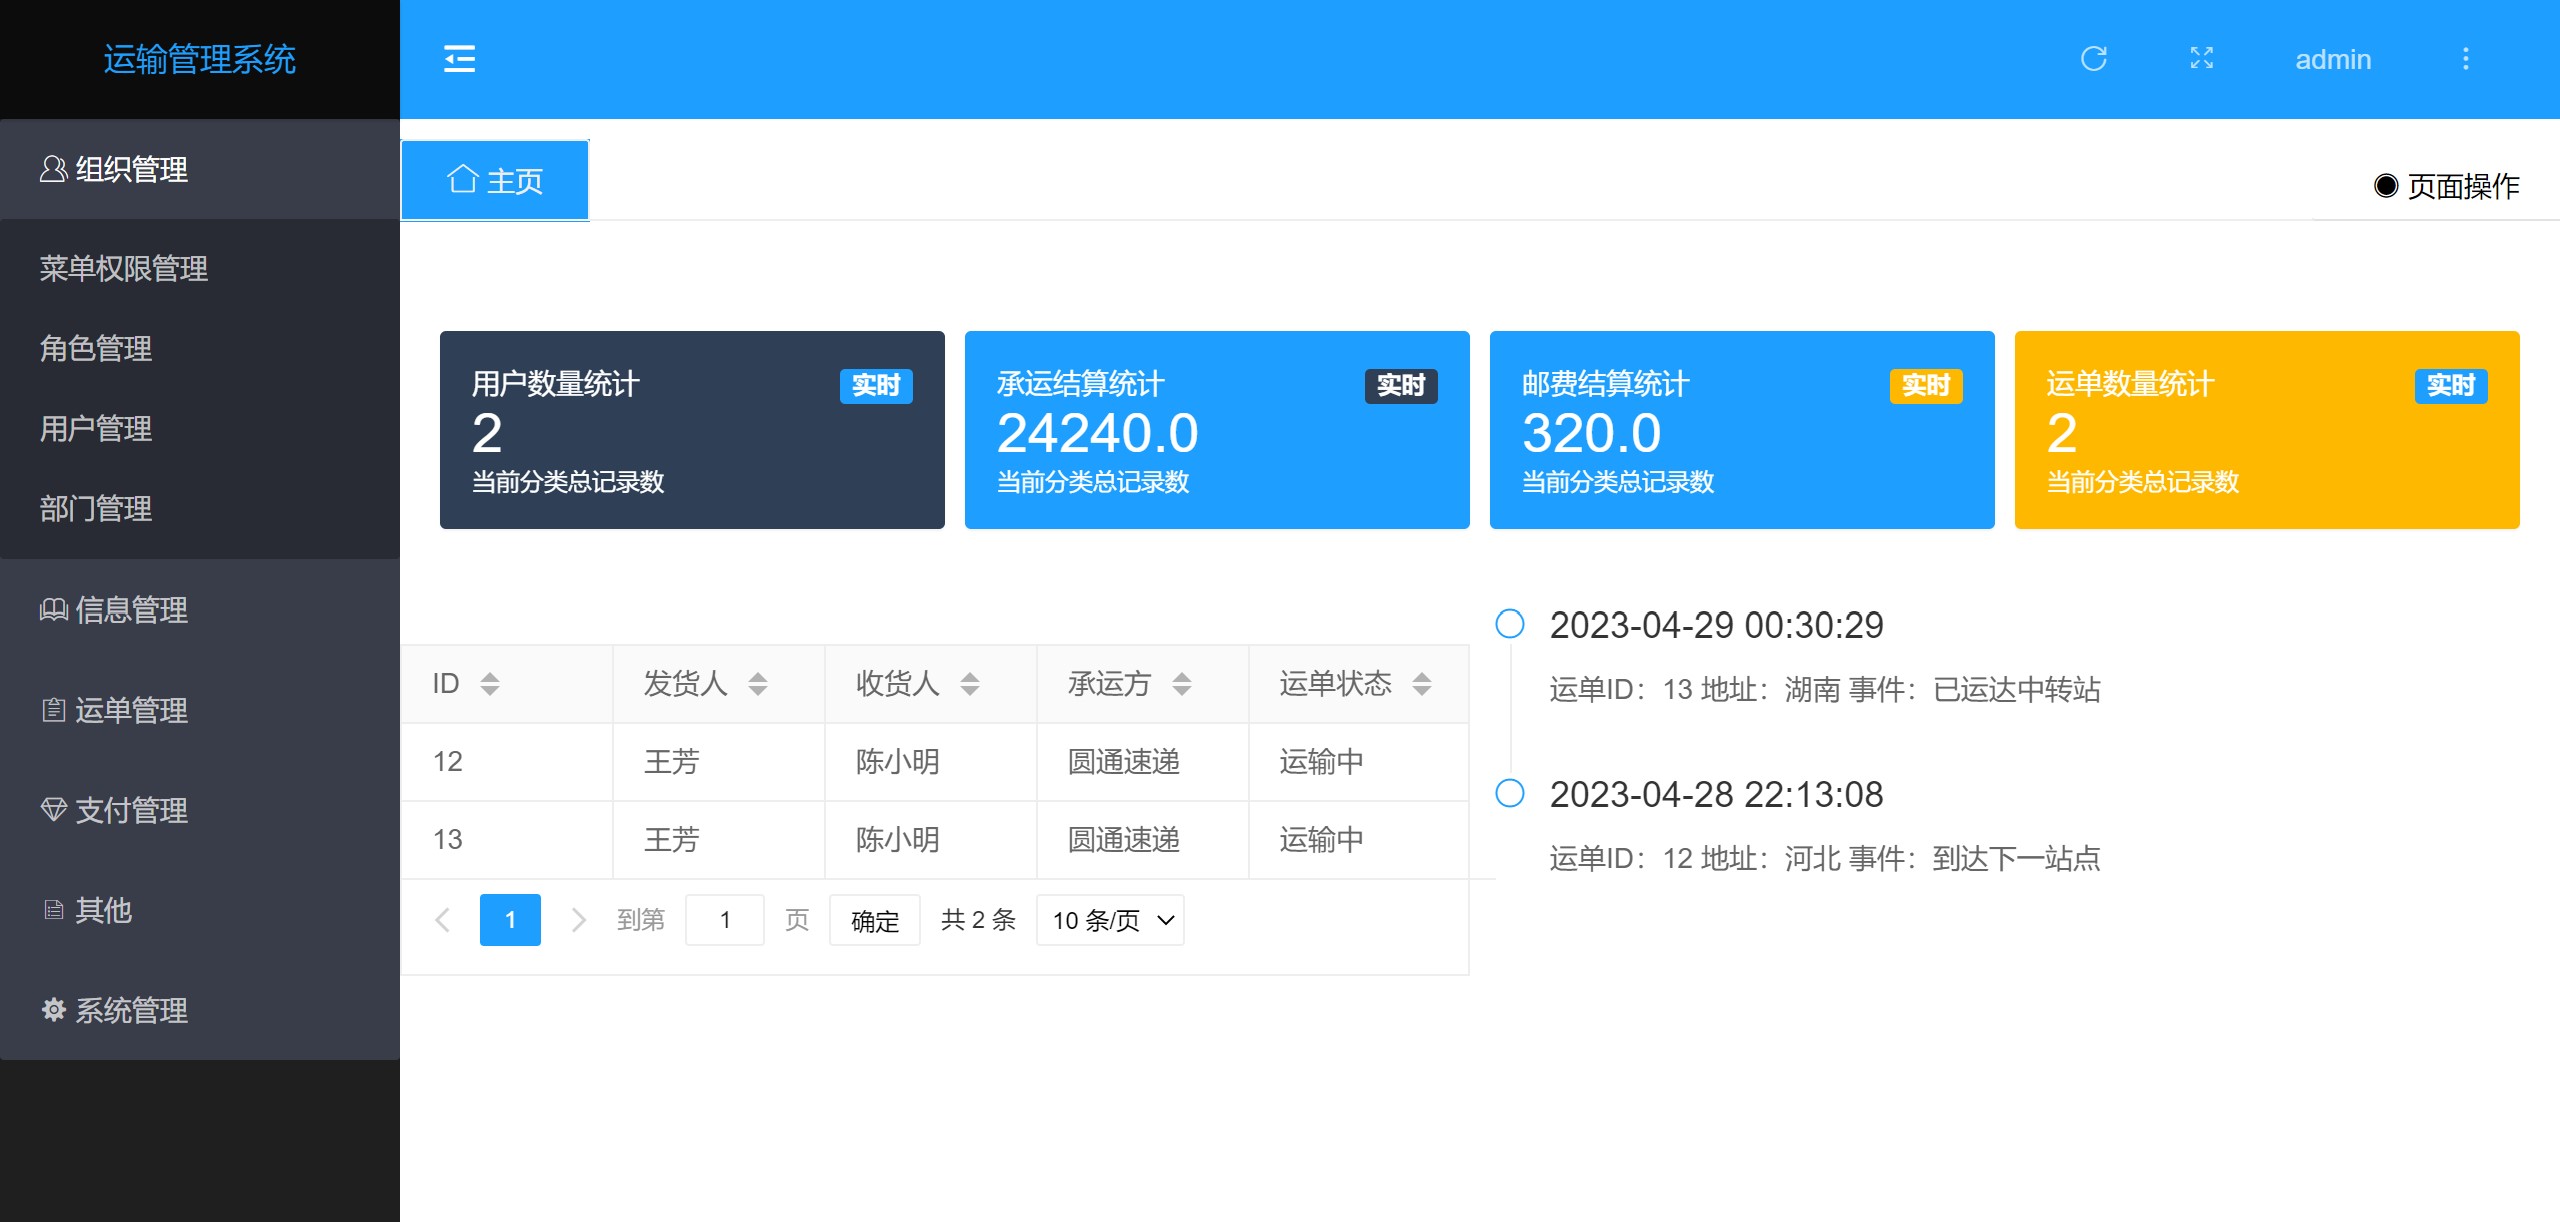 运输管理系统
admin
组织管理
菜单权限管理
角色管理
用户管理
部门管理
信息管理
运单管理
支付管理
其他
系统管理
主页
页面操作
用户数量统计 实时
2
当前分类总记录数
承运结算统计 实时
24240.0
当前分类总记录数
邮费结算统计 实时
320.0
当前分类总记录数
运单数量统计 实时
2
当前分类总记录数
ID 发货人 收货人 承运方 运单状态
12 王芳 陈小明 圆通速递 运输中
13 王芳 陈小明 圆通速递 运输中
1 到第 1 页 确定 共 2 条 10 条/页
2023-04-29 00:30:29
运单ID：13 地址：湖南 事件：已运达中转站
2023-04-28 22:13:08
运单ID：12 地址：河北 事件：到达下一站点